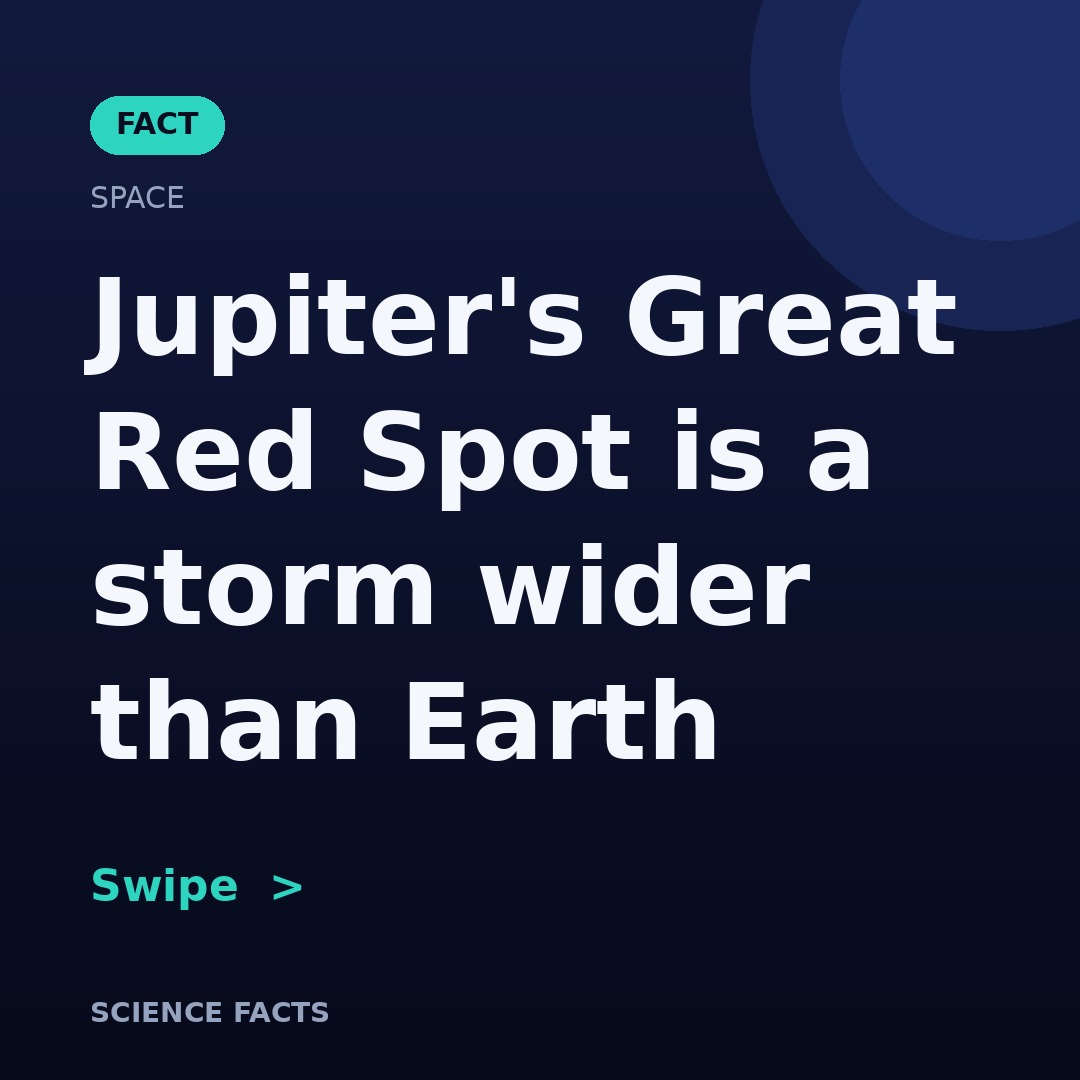 FACT
SPACE
Jupiter's Great
Red Spot is a
storm wider
than Earth
Swipe >
SCIENCE FACTS